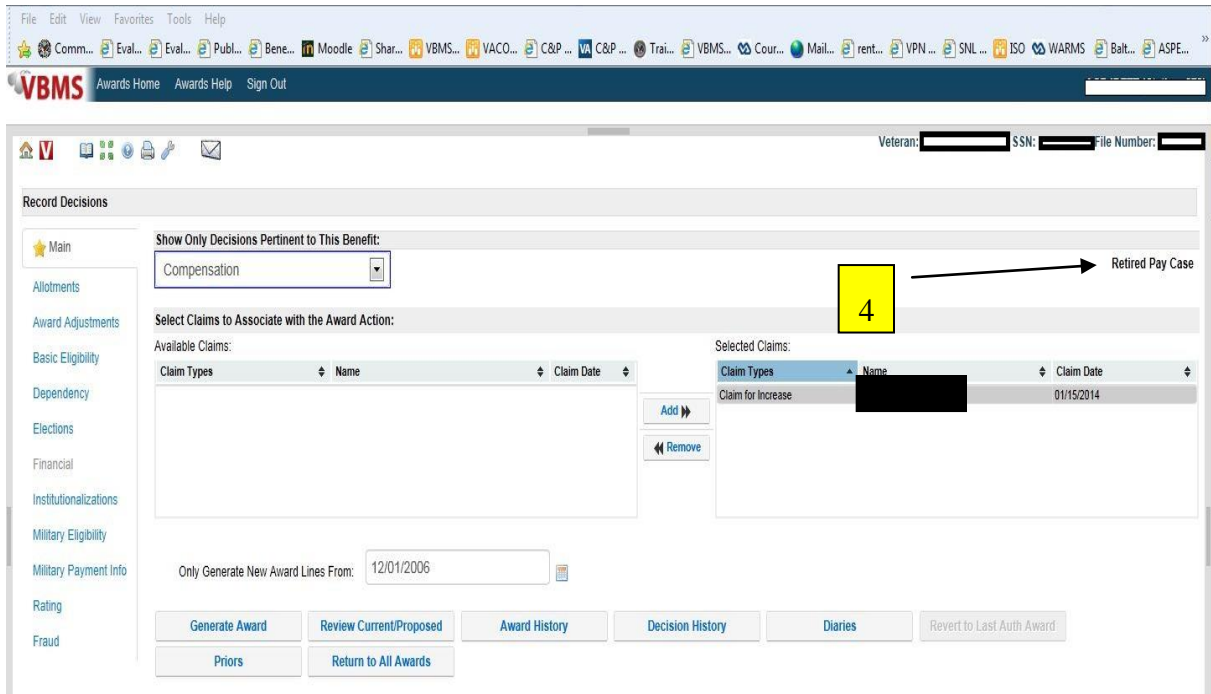 File Edit View Favorites Tools Help
Comm... Eval... Eval... Publ... Bene... Moodle Shar... VBMS... VACO... C&P ... C&P ... Trai... VBMS... Cour... Mail... rent... VPN ... SNL ... ISO WARMS Balt... ASPE... »
VBMS Awards Home Awards Help Sign Out
Veteran: SSN: File Number:
Record Decisions
Main
Allotments
Award Adjustments
Basic Eligibility
Dependency
Elections
Financial
Institutionalizations
Military Eligibility
Military Payment Info
Rating
Fraud
Show Only Decisions Pertinent to This Benefit:
Compensation
4
Retired Pay Case
Select Claims to Associate with the Award Action:
Available Claims:
Claim Types Name Claim Date
Add
Remove
Selected Claims:
Claim Types Name Claim Date
Claim for Increase 01/15/2014
Only Generate New Award Lines From: 12/01/2006
Generate Award Review Current/Proposed Award History Decision History Diaries Revert to Last Auth Award
Priors Return to All Awards